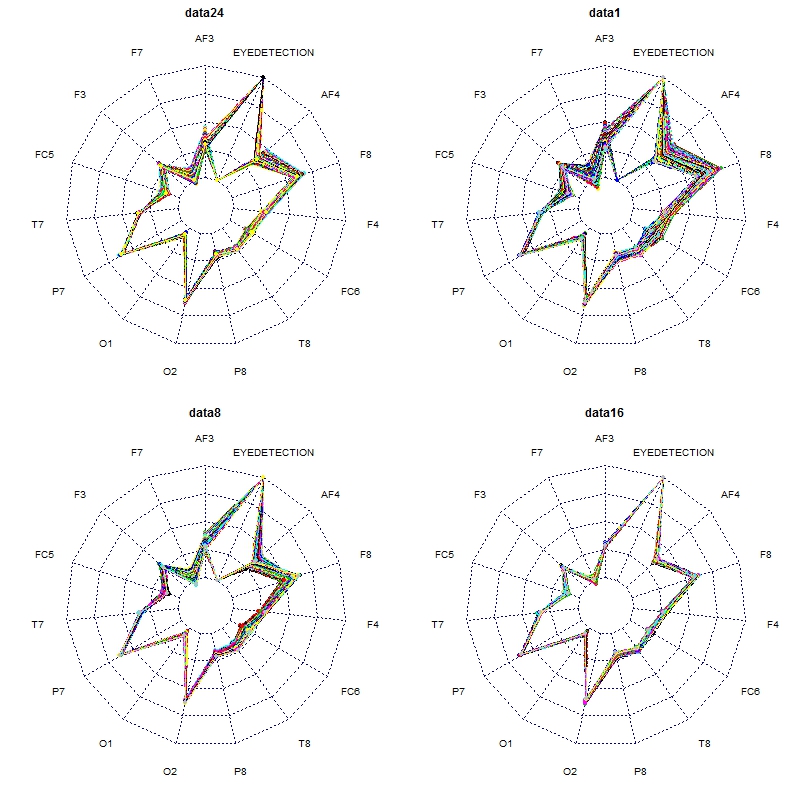 data24
AF3
EYEDETECTION
F7
AF4
F3
F8
FC5
F4
T7
FC6
P7
T8
O1
P8
O2
data1
AF3
EYEDETECTION
F7
AF4
F3
F8
FC5
F4
T7
FC6
P7
T8
O1
P8
O2
data8
AF3
EYEDETECTION
F7
AF4
F3
F8
FC5
F4
T7
FC6
P7
T8
O1
P8
O2
data16
AF3
EYEDETECTION
F7
AF4
F3
F8
FC5
F4
T7
FC6
P7
T8
O1
P8
O2